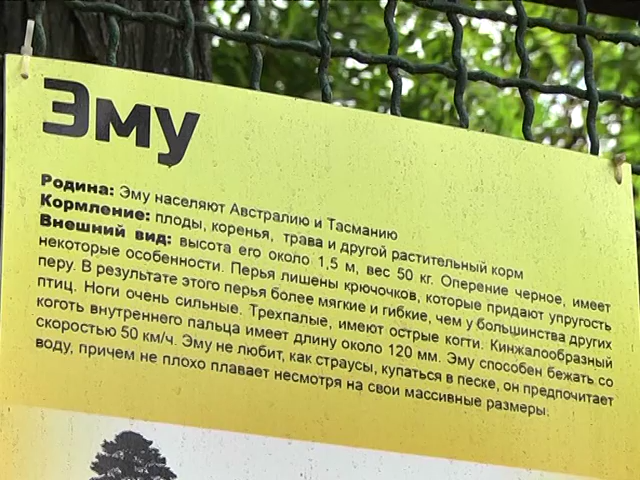 Эму
Родина: Эму населяют Австралию и Тасманию
Кормление: плоды, коренья, трава и другой растительный корм
Внешний вид: высота его около 1,5 м, вес 50 кг. Оперение черное, имеет
некоторые особенности. Перья лишены крючочков, которые придают упругость
перу. В результате этого перья более мягкие и гибкие, чем у большинства других
птиц. Ноги очень сильные. Трехпалые, имеют острые когти. Кинжалообразный
коготь внутреннего пальца имеет длину около 120 мм. Эму способен бежать со
скоростью 50 км/ч. Эму не любит, как страусы, купаться в песке, он предпочитает
воду, причем не плохо плавает несмотря на свои массивные размеры.